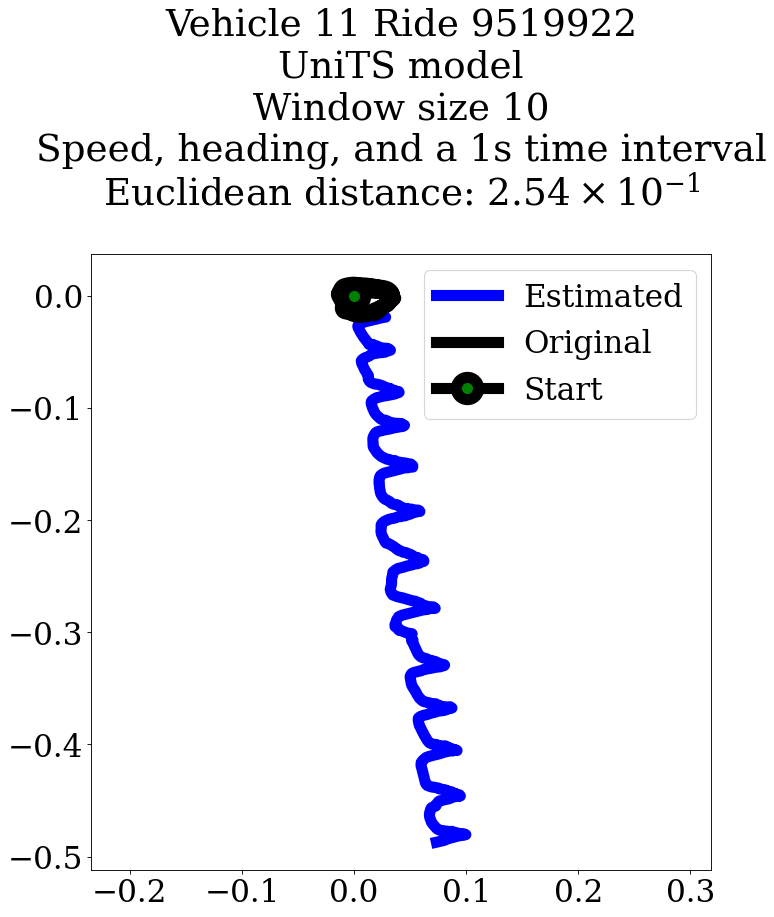 Vehicle 11 Ride 9519922
UniTS model
Window size 10
Speed, heading, and a 1s time interval
Euclidean distance: 2.54 × 10⁻¹
Estimated
Original
Start
0.0
−0.1
−0.2
−0.3
−0.4
−0.5
−0.2 −0.1 0.0 0.1 0.2 0.3